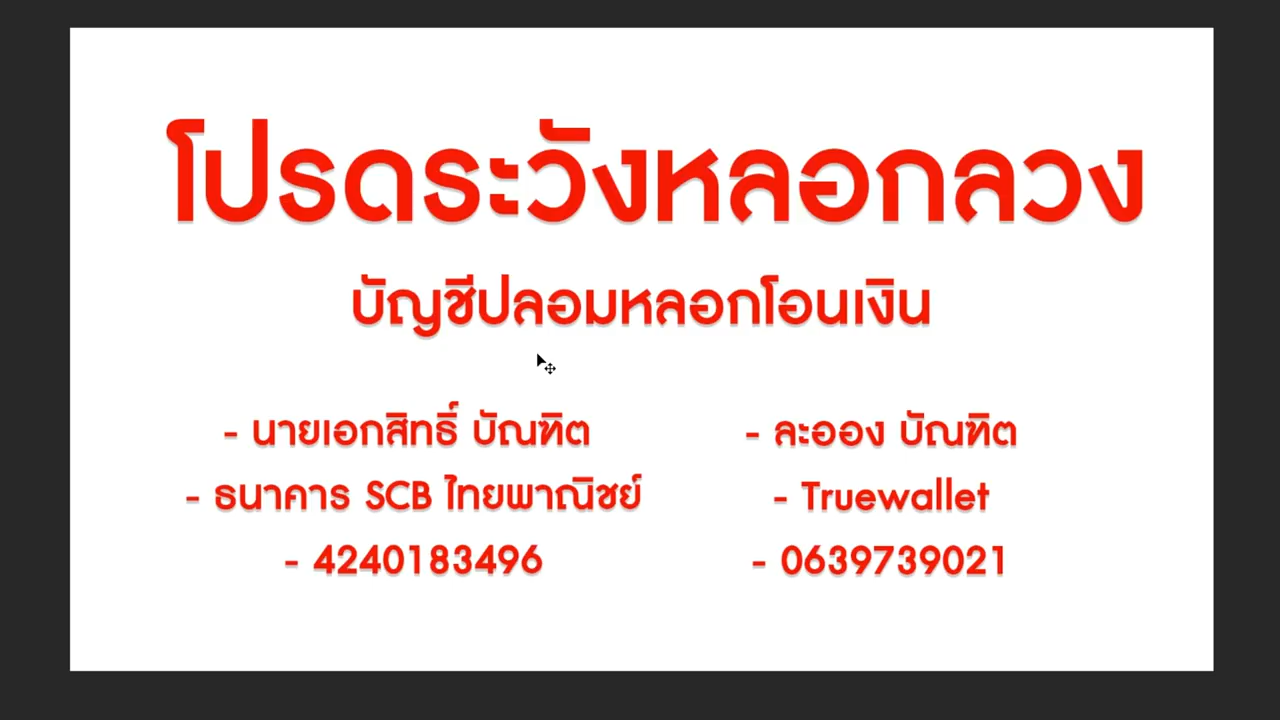 โปรดระวังหลอกลวง
บัญชีปลอมหลอกโอนเงิน
- นายเอกสิทธิ์ บัณฑิต
- ธนาคาร SCB ไทยพาณิชย์
- 4240183496
- ละออง บัณฑิต
- Truewallet
- 0639739021